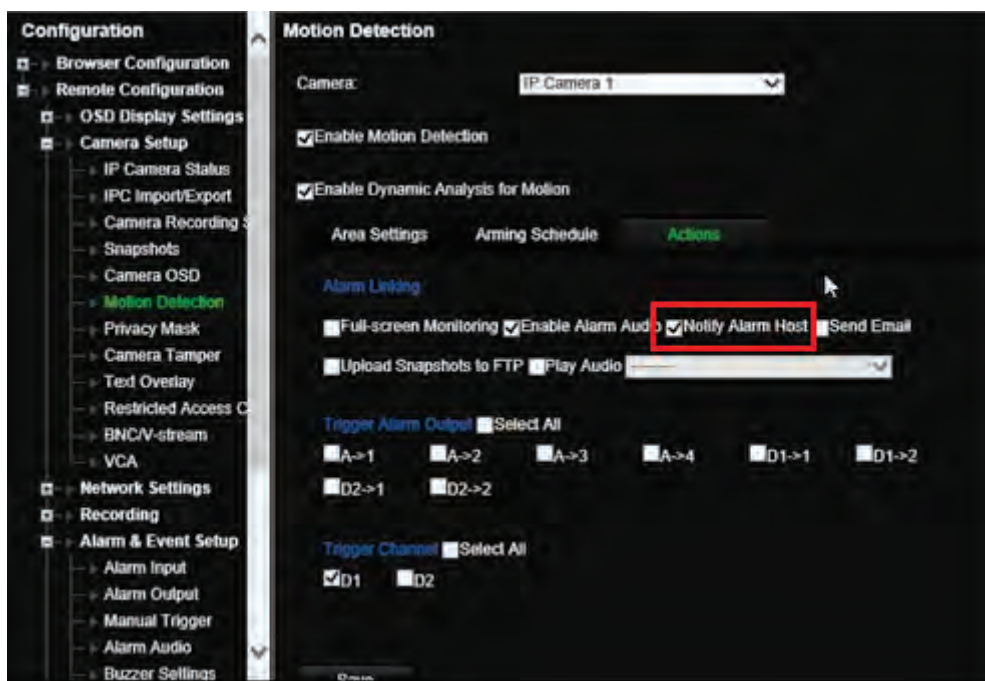 Configuration
Browser Configuration
Remote Configuration
OSD Display Settings
Camera Setup
IP Camera Status
IPC Import/Export
Camera Recording
Snapshots
Camera OSD
Motion Detection
Privacy Mask
Camera Tamper
Text Overlay
Restricted Access C
BNC/V-stream
VCA
Network Settings
Recording
Alarm & Event Setup
Alarm Input
Alarm Output
Manual Trigger
Alarm Audio
Buzzer Settings
Motion Detection
Camera: IP Camera 1
Enable Motion Detection
Enable Dynamic Analysis for Motion
Area Settings Arming Schedule Actions
Alarm Linking
Full-screen Monitoring Enable Alarm Audio Notify Alarm Host Send Email
Upload Snapshots to FTP Play Audio
Trigger Alarm Output Select All
A->1 A->2 A->3 A->4 D1->1 D1->2
D2->1 D2->2
Trigger Channel Select All
D1 D2
Save